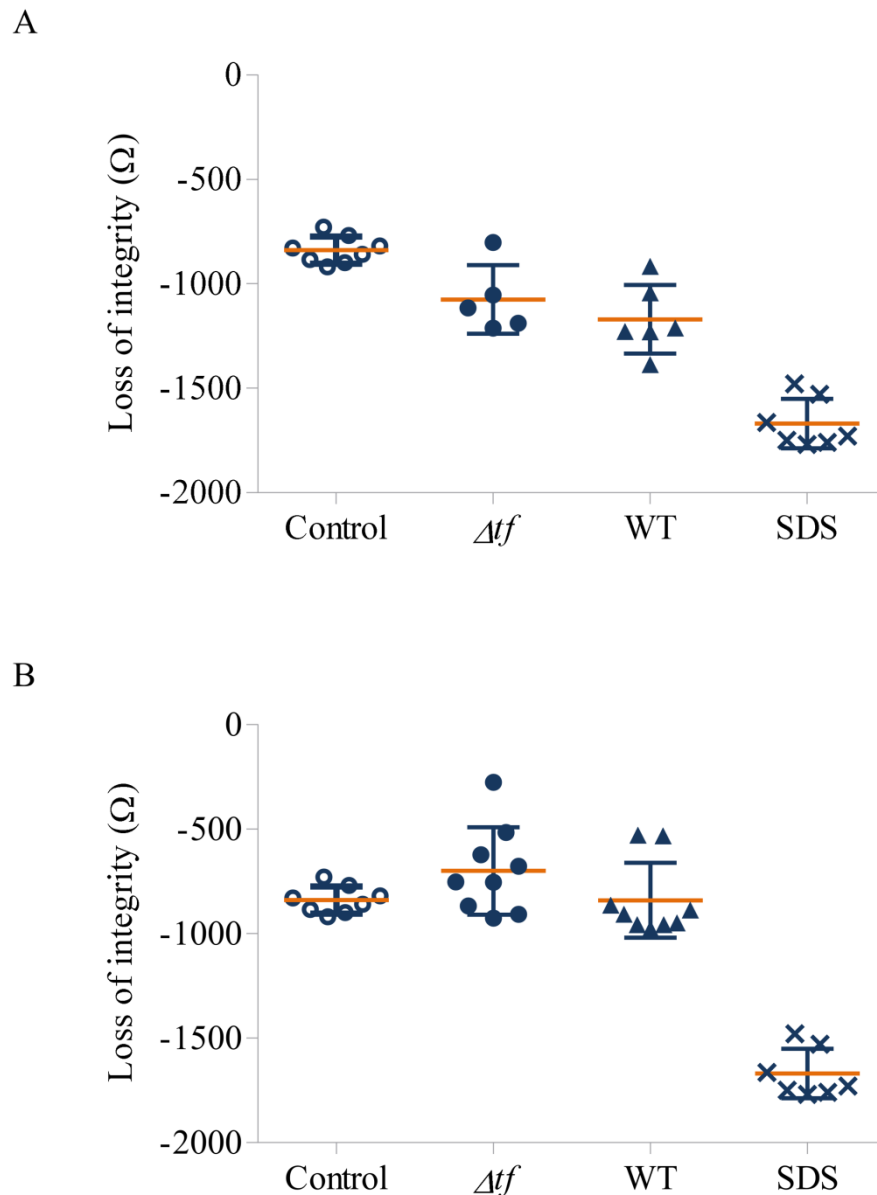 A
Loss of integrity (Ω)
0
-500
-1000
-1500
-2000
Control
Δtf
WT
SDS
B
Loss of integrity (Ω)
0
-500
-1000
-1500
-2000
Control
Δtf
WT
SDS